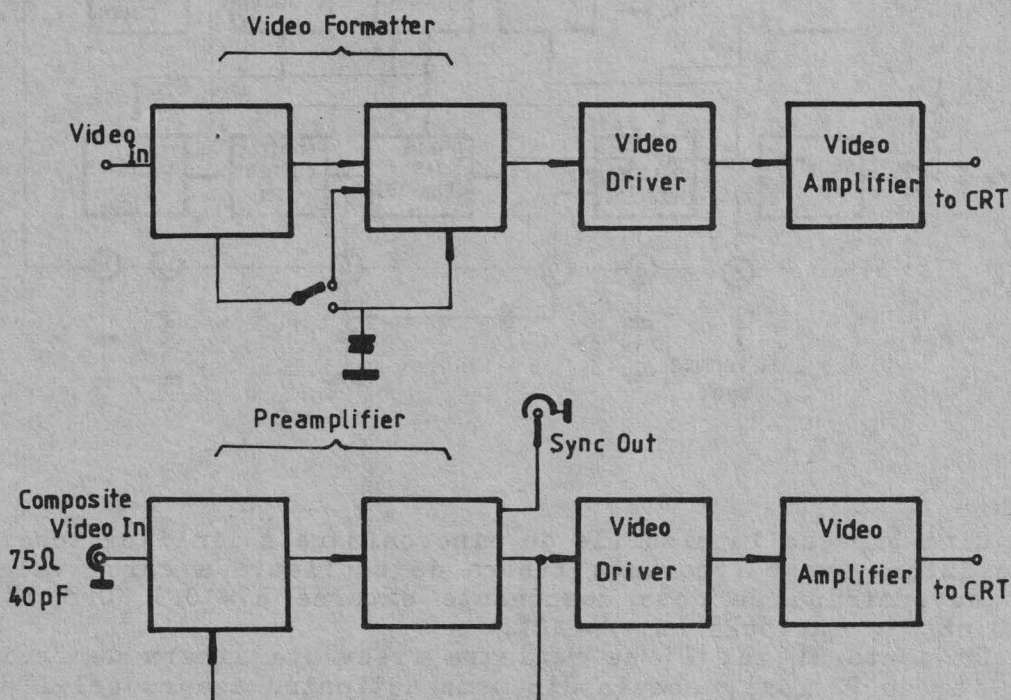 Video Formatter
Video
In
Video
Driver
Video
Amplifier
to CRT
Preamplifier
Sync Out
Composite
Video In
75Ω
40pF
Video
Driver
Video
Amplifier
to CRT